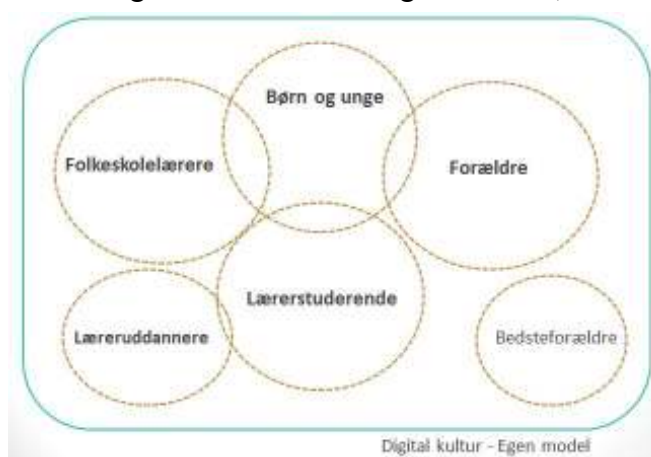 Børn og unge
Folkeskolelærere
Forældre
Lærerstuderende
Læreruddannere
Bedsteforældre
Digital kultur - Egen model